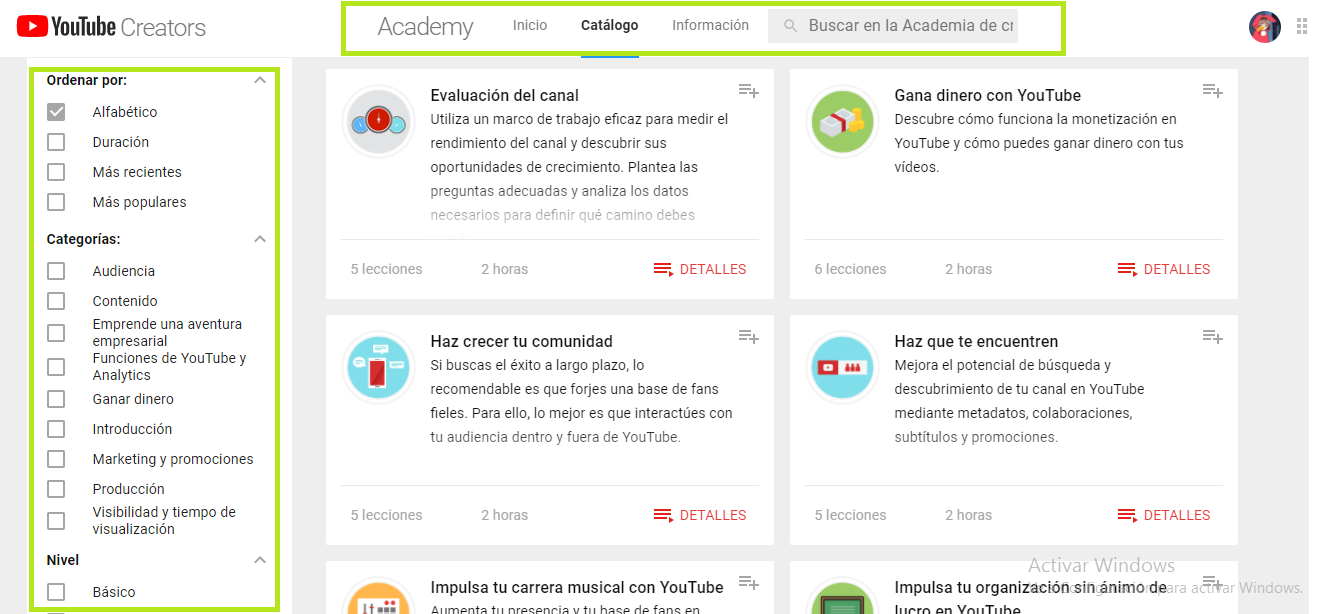 YouTube Creators
Academy
Inicio
Catálogo
Información
Buscar en la Academia de cr
Ordenar por:
Alfabético
Duración
Más recientes
Más populares
Categorías:
Audiencia
Contenido
Emprende una aventura
empresarial
Funciones de YouTube y
Analytics
Ganar dinero
Introducción
Marketing y promociones
Producción
Visibilidad y tiempo de
visualización
Nivel
Básico
Evaluación del canal
Utiliza un marco de trabajo eficaz para medir el
rendimiento del canal y descubrir sus
oportunidades de crecimiento. Plantea las
preguntas adecuadas y analiza los datos
necesarios para definir qué camino debes
5 lecciones
2 horas
DETALLES
Gana dinero con YouTube
Descubre cómo funciona la monetización en
YouTube y cómo puedes ganar dinero con tus
vídeos.
6 lecciones
2 horas
DETALLES
Haz crecer tu comunidad
Si buscas el éxito a largo plazo, lo
recomendable es que forjes una base de fans
fieles. Para ello, lo mejor es que interactúes con
tu audiencia dentro y fuera de YouTube.
5 lecciones
2 horas
DETALLES
Haz que te encuentren
Mejora el potencial de búsqueda y
descubrimiento de tu canal en YouTube
mediante metadatos, colaboraciones,
subtítulos y promociones.
5 lecciones
2 horas
DETALLES
Impulsa tu carrera musical con YouTube
Aumenta tu presencia y tu base de fans en
Impulsa tu organización sin ánimo de
lucro en YouTube
Activar Windows
Ve a Configuración para activar Windows.